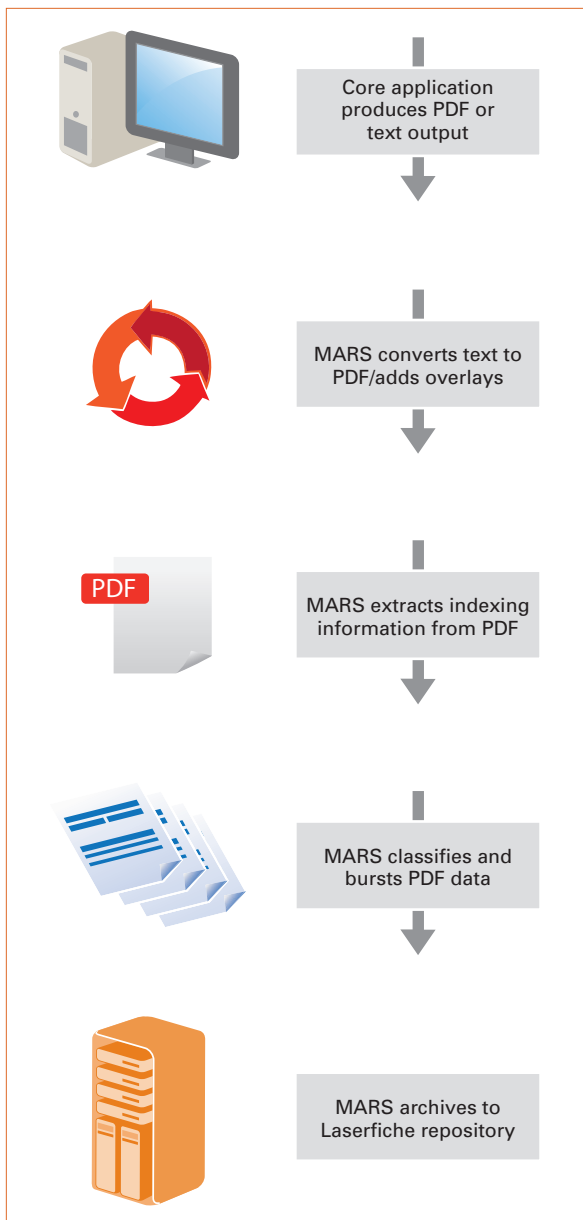 Core application
produces PDF or
text output
MARS converts text to
PDF/adds overlays
PDF
MARS extracts indexing
information from PDF
MARS classifies and
bursts PDF data
MARS archives to
Laserfiche repository